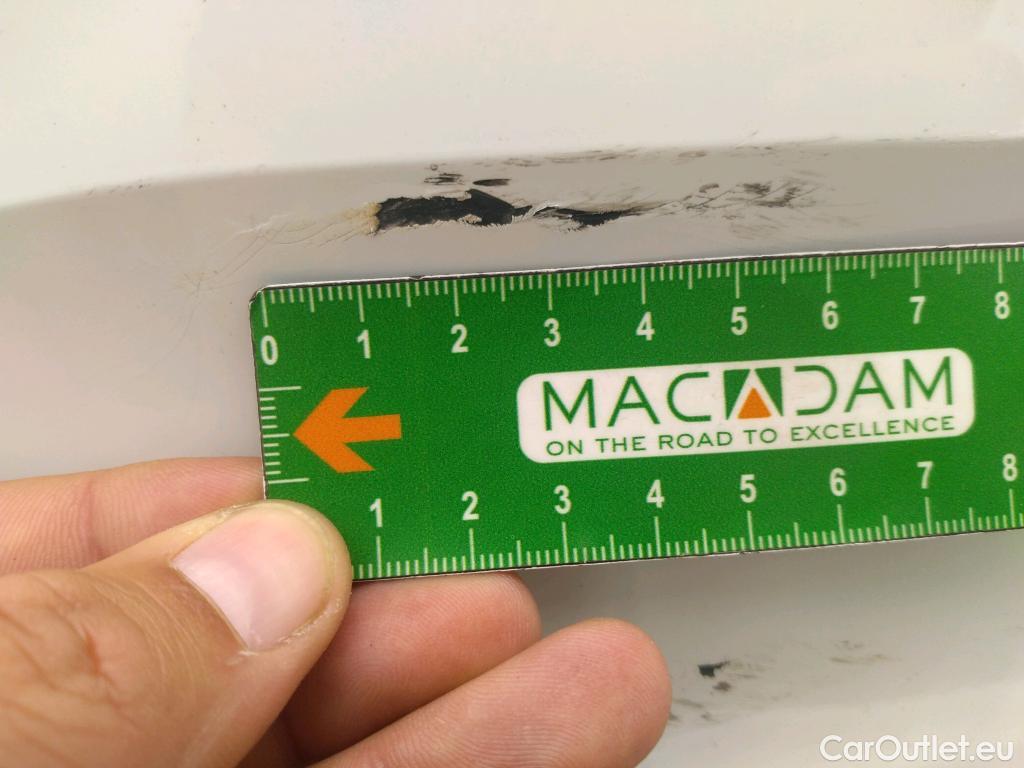 0 1 2 3 4 5 6 7 8
MACADAM
ON THE ROAD TO EXCELLENCE
1 2 3 4 5 6 7 8
CarOutlet.eu